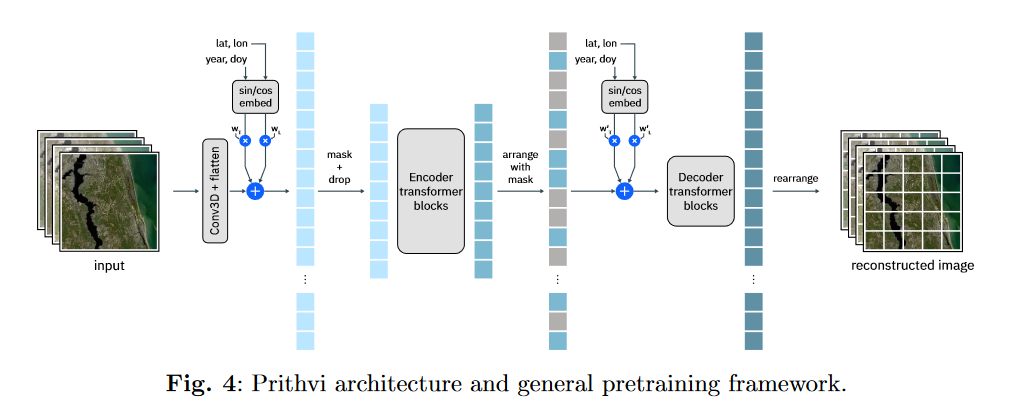 lat, lon
year, doy
sin/cos
embed
w_t
w_L
Conv3D + flatten
input
mask
+
drop
Encoder
transformer
blocks
arrange
with
mask
lat, lon
year, doy
sin/cos
embed
w'_t
w'_L
Decoder
transformer
blocks
rearrange
reconstructed image
Fig. 4: Prithvi architecture and general pretraining framework.